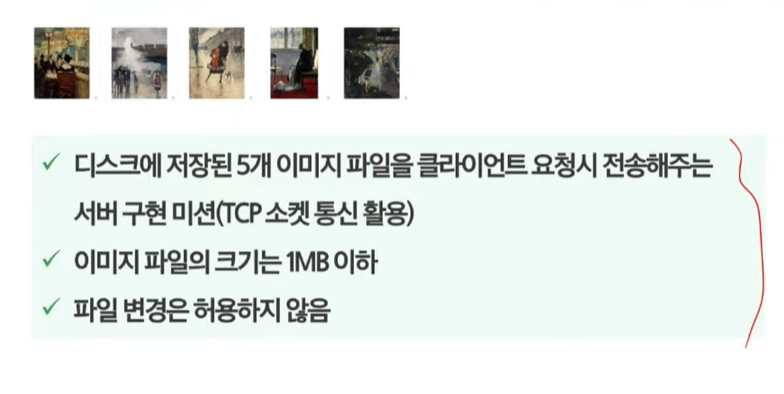 디스크에 저장된 5개 이미지 파일을 클라이언트 요청시 전송해주는
서버 구현 미션(TCP 소켓 통신 활용)
이미지 파일의 크기는 1MB 이하
파일 변경은 허용하지 않음